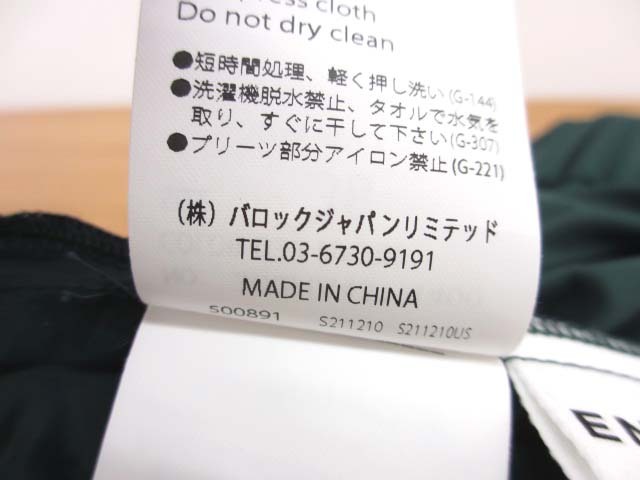 press cloth
Do not dry clean
●短時間処理、軽く押し洗い(G-144)
●洗濯機脱水禁止、タオルで水気を
取り、すぐに干して下さい(G-307)
●プリーツ部分アイロン禁止(G-221)
(株) バロックジャパンリミテッド
TEL.03-6730-9191
MADE IN CHINA
500891 S211210 S211210US